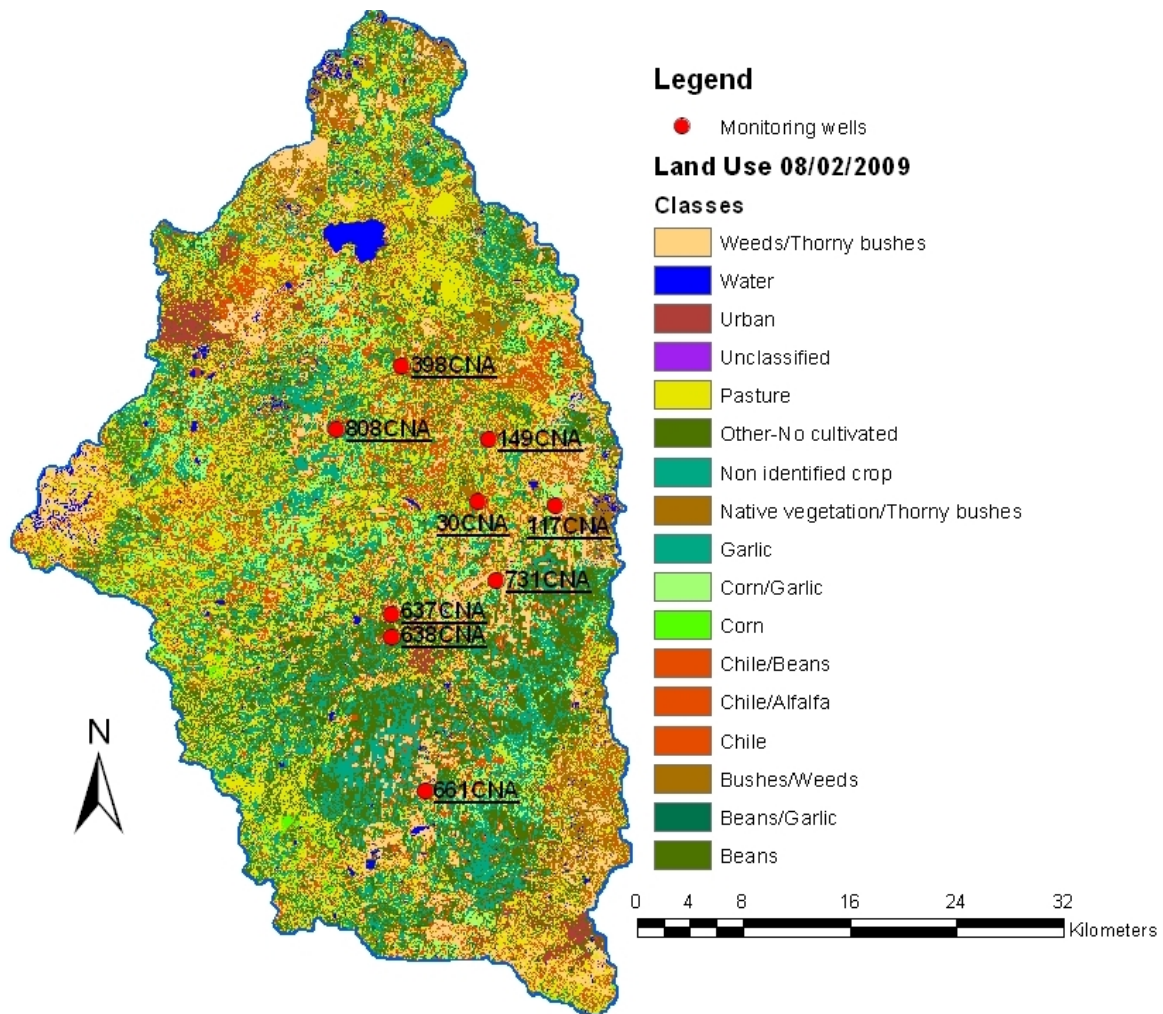 Legend
Monitoring wells
Land Use 08/02/2009
Classes
Weeds/Thorny bushes
Water
Urban
Unclassified
Pasture
Other-No cultivated
Non identified crop
Native vegetation/Thorny bushes
Garlic
Corn/Garlic
Corn
Chile/Beans
Chile/Alfalfa
Chile
Bushes/Weeds
Beans/Garlic
Beans
398CNA
808CNA
149CNA
30CNA
117CNA
731CNA
637CNA
638CNA
661CNA
N
0 4 8 16 24 32
Kilometers